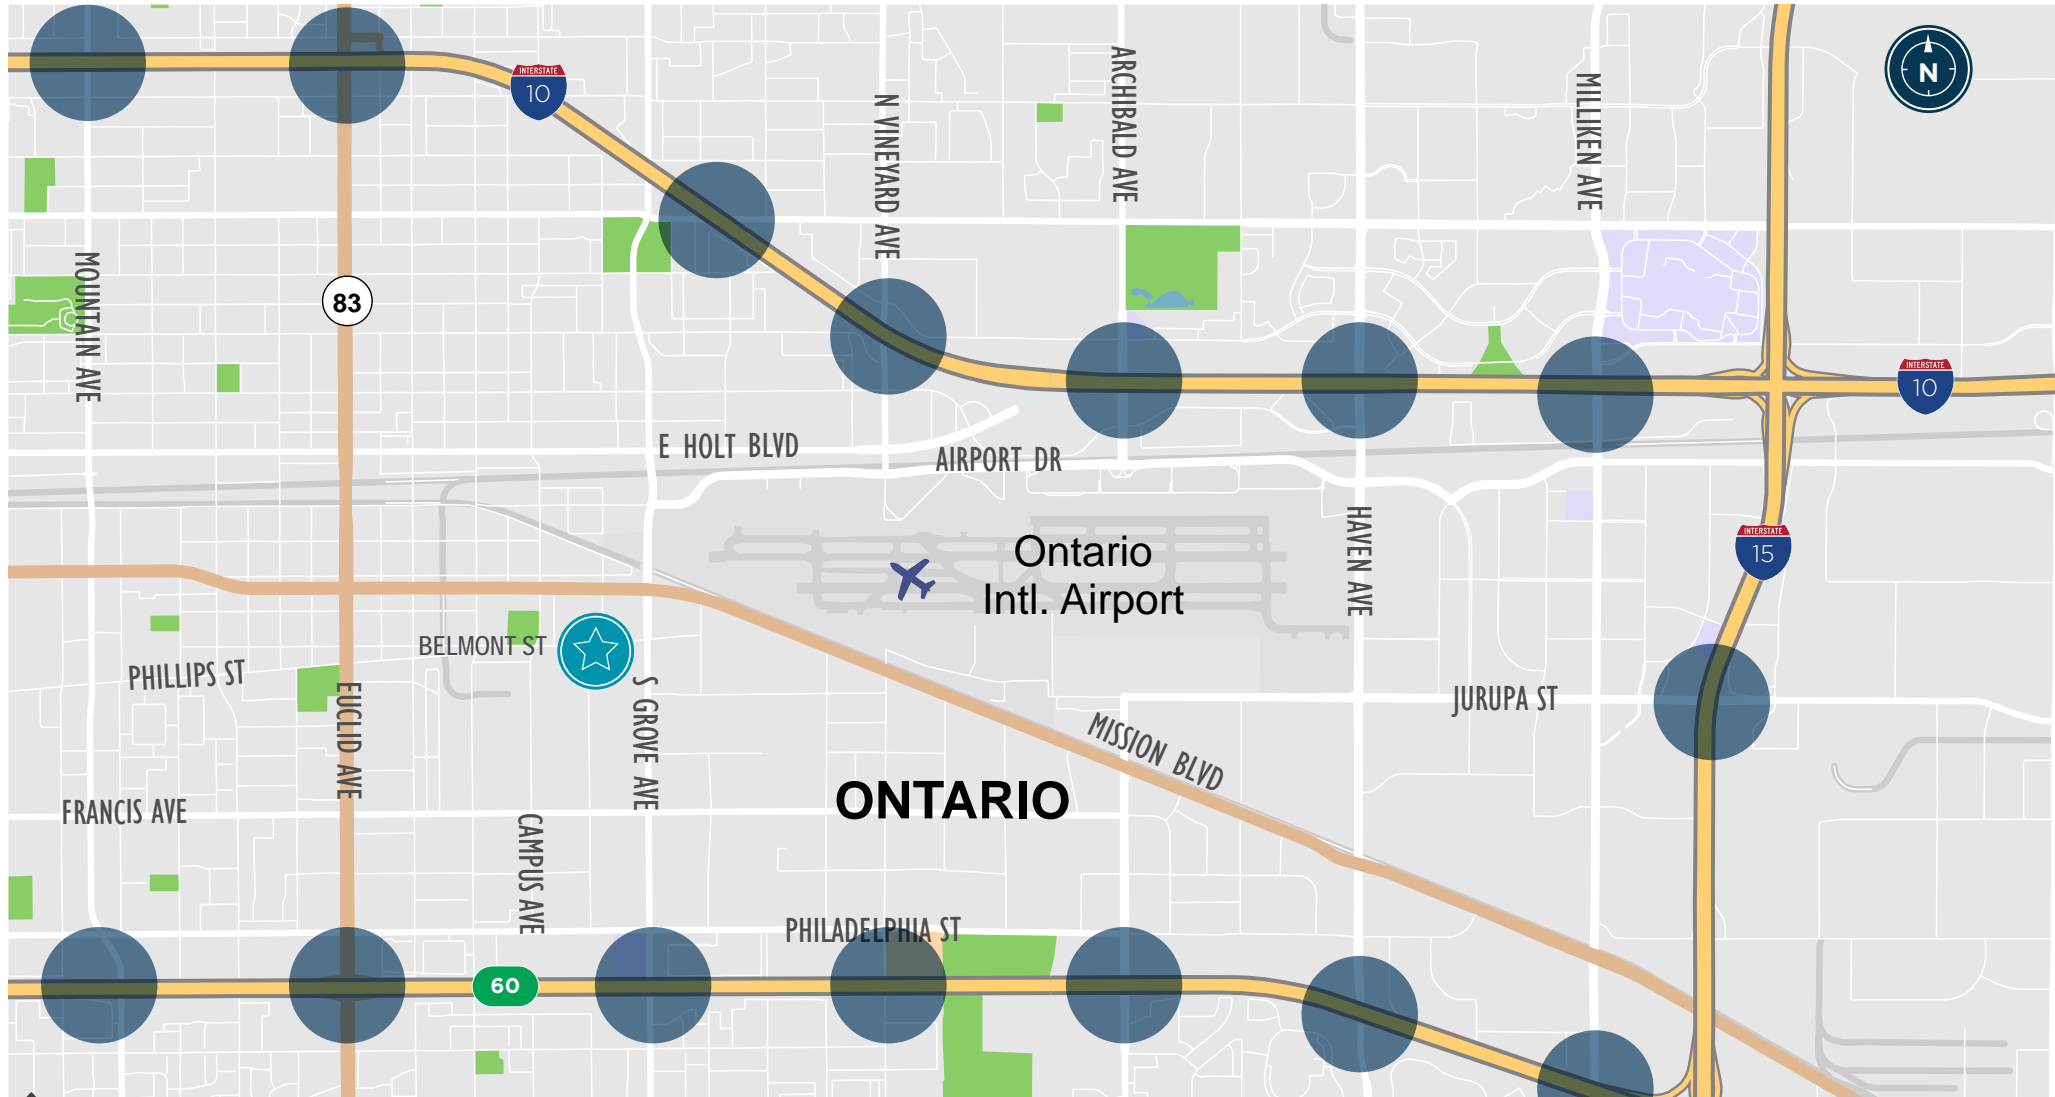 INTERSTATE
10
N
ARCHIBALD AVE
MILLIKEN AVE
N VINEYARD AVE
MOUNTAIN AVE
83
INTERSTATE
10
E HOLT BLVD
AIRPORT DR
HAVEN AVE
INTERSTATE
15
Ontario
Intl. Airport
BELMONT ST
PHILLIPS ST
EUCLID AVE
S GROVE AVE
JURUPA ST
MISSION BLVD
ONTARIO
FRANCIS AVE
CAMPUS AVE
PHILADELPHIA ST
60